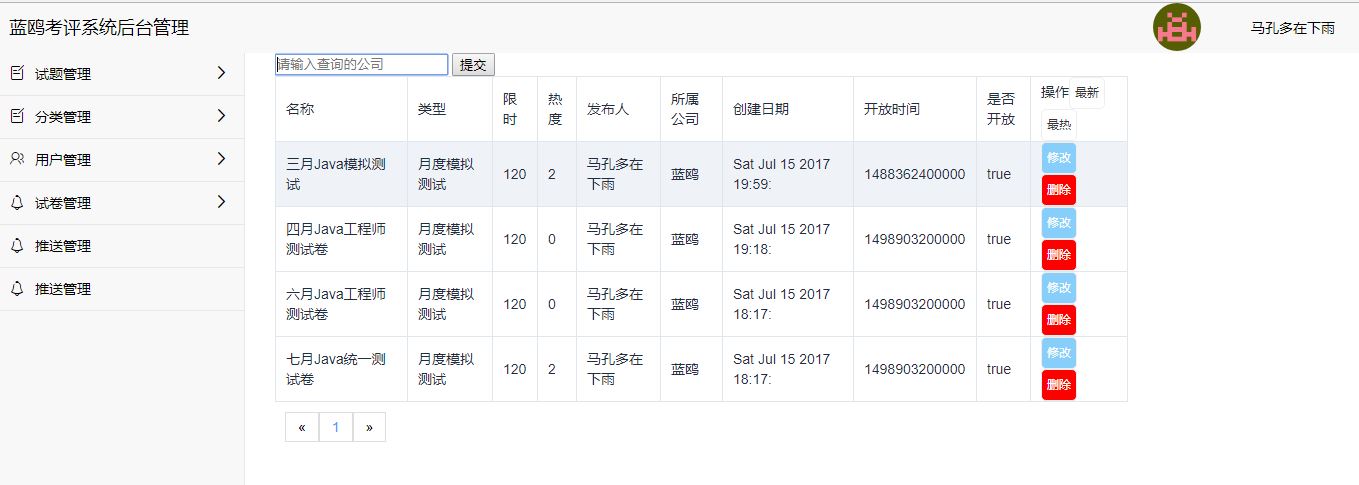 蓝鸥考评系统后台管理
马孔多在下雨
试题管理
分类管理
用户管理
试卷管理
推送管理
推送管理
请输入查询的公司 提交
名称 类型 限时 热度 发布人 所属公司 创建日期 开放时间 是否开放 操作 最新 最热
三月Java模拟测试 月度模拟测试 120 2 马孔多在下雨 蓝鸥 Sat Jul 15 2017 19:59: 1488362400000 true 修改 删除
四月Java工程师测试卷 月度模拟测试 120 0 马孔多在下雨 蓝鸥 Sat Jul 15 2017 19:18: 1498903200000 true 修改 删除
六月Java工程师测试卷 月度模拟测试 120 0 马孔多在下雨 蓝鸥 Sat Jul 15 2017 18:17: 1498903200000 true 修改 删除
七月Java统一测试卷 月度模拟测试 120 2 马孔多在下雨 蓝鸥 Sat Jul 15 2017 18:17: 1498903200000 true 修改 删除
« 1 »